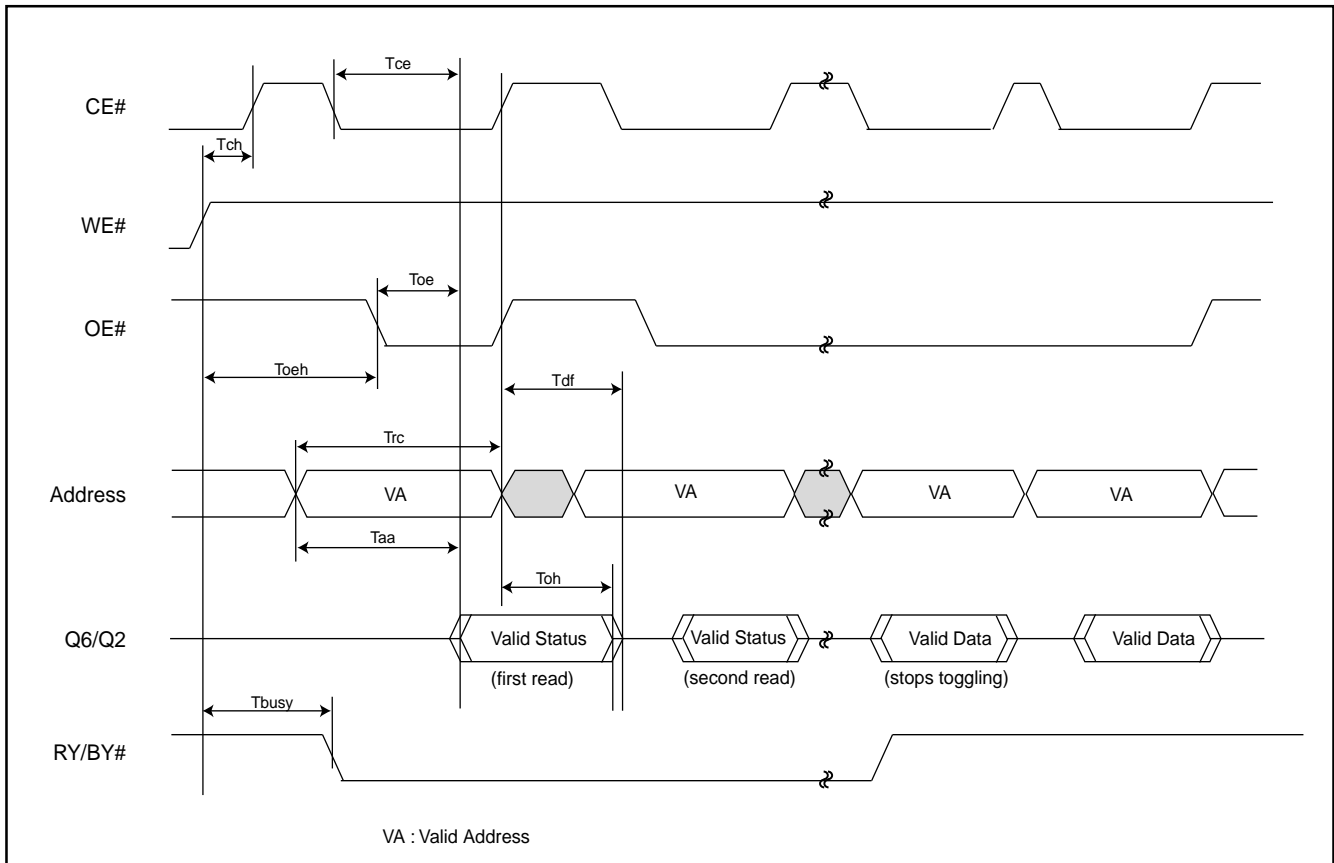 Tce
CE#
Tch
WE#
Toe
OE#
Toeh
Tdf
Trc
Address
VA
VA
VA
VA
Taa
Toh
Q6/Q2
Valid Status
Valid Status
Valid Data
Valid Data
(first read)
(second read)
(stops toggling)
Tbusy
RY/BY#
VA : Valid Address